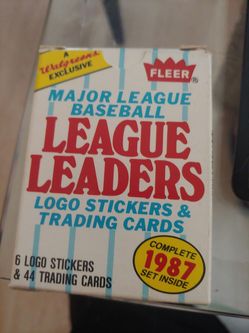 A
Walgreens
EXCLUSIVE
FLEER
MAJOR LEAGUE
BASEBALL
LEAGUE
LEADERS
LOGO STICKERS &
TRADING CARDS
COMPLETE
1987
SET INSIDE
6 LOGO STICKERS
& 44 TRADING CARDS